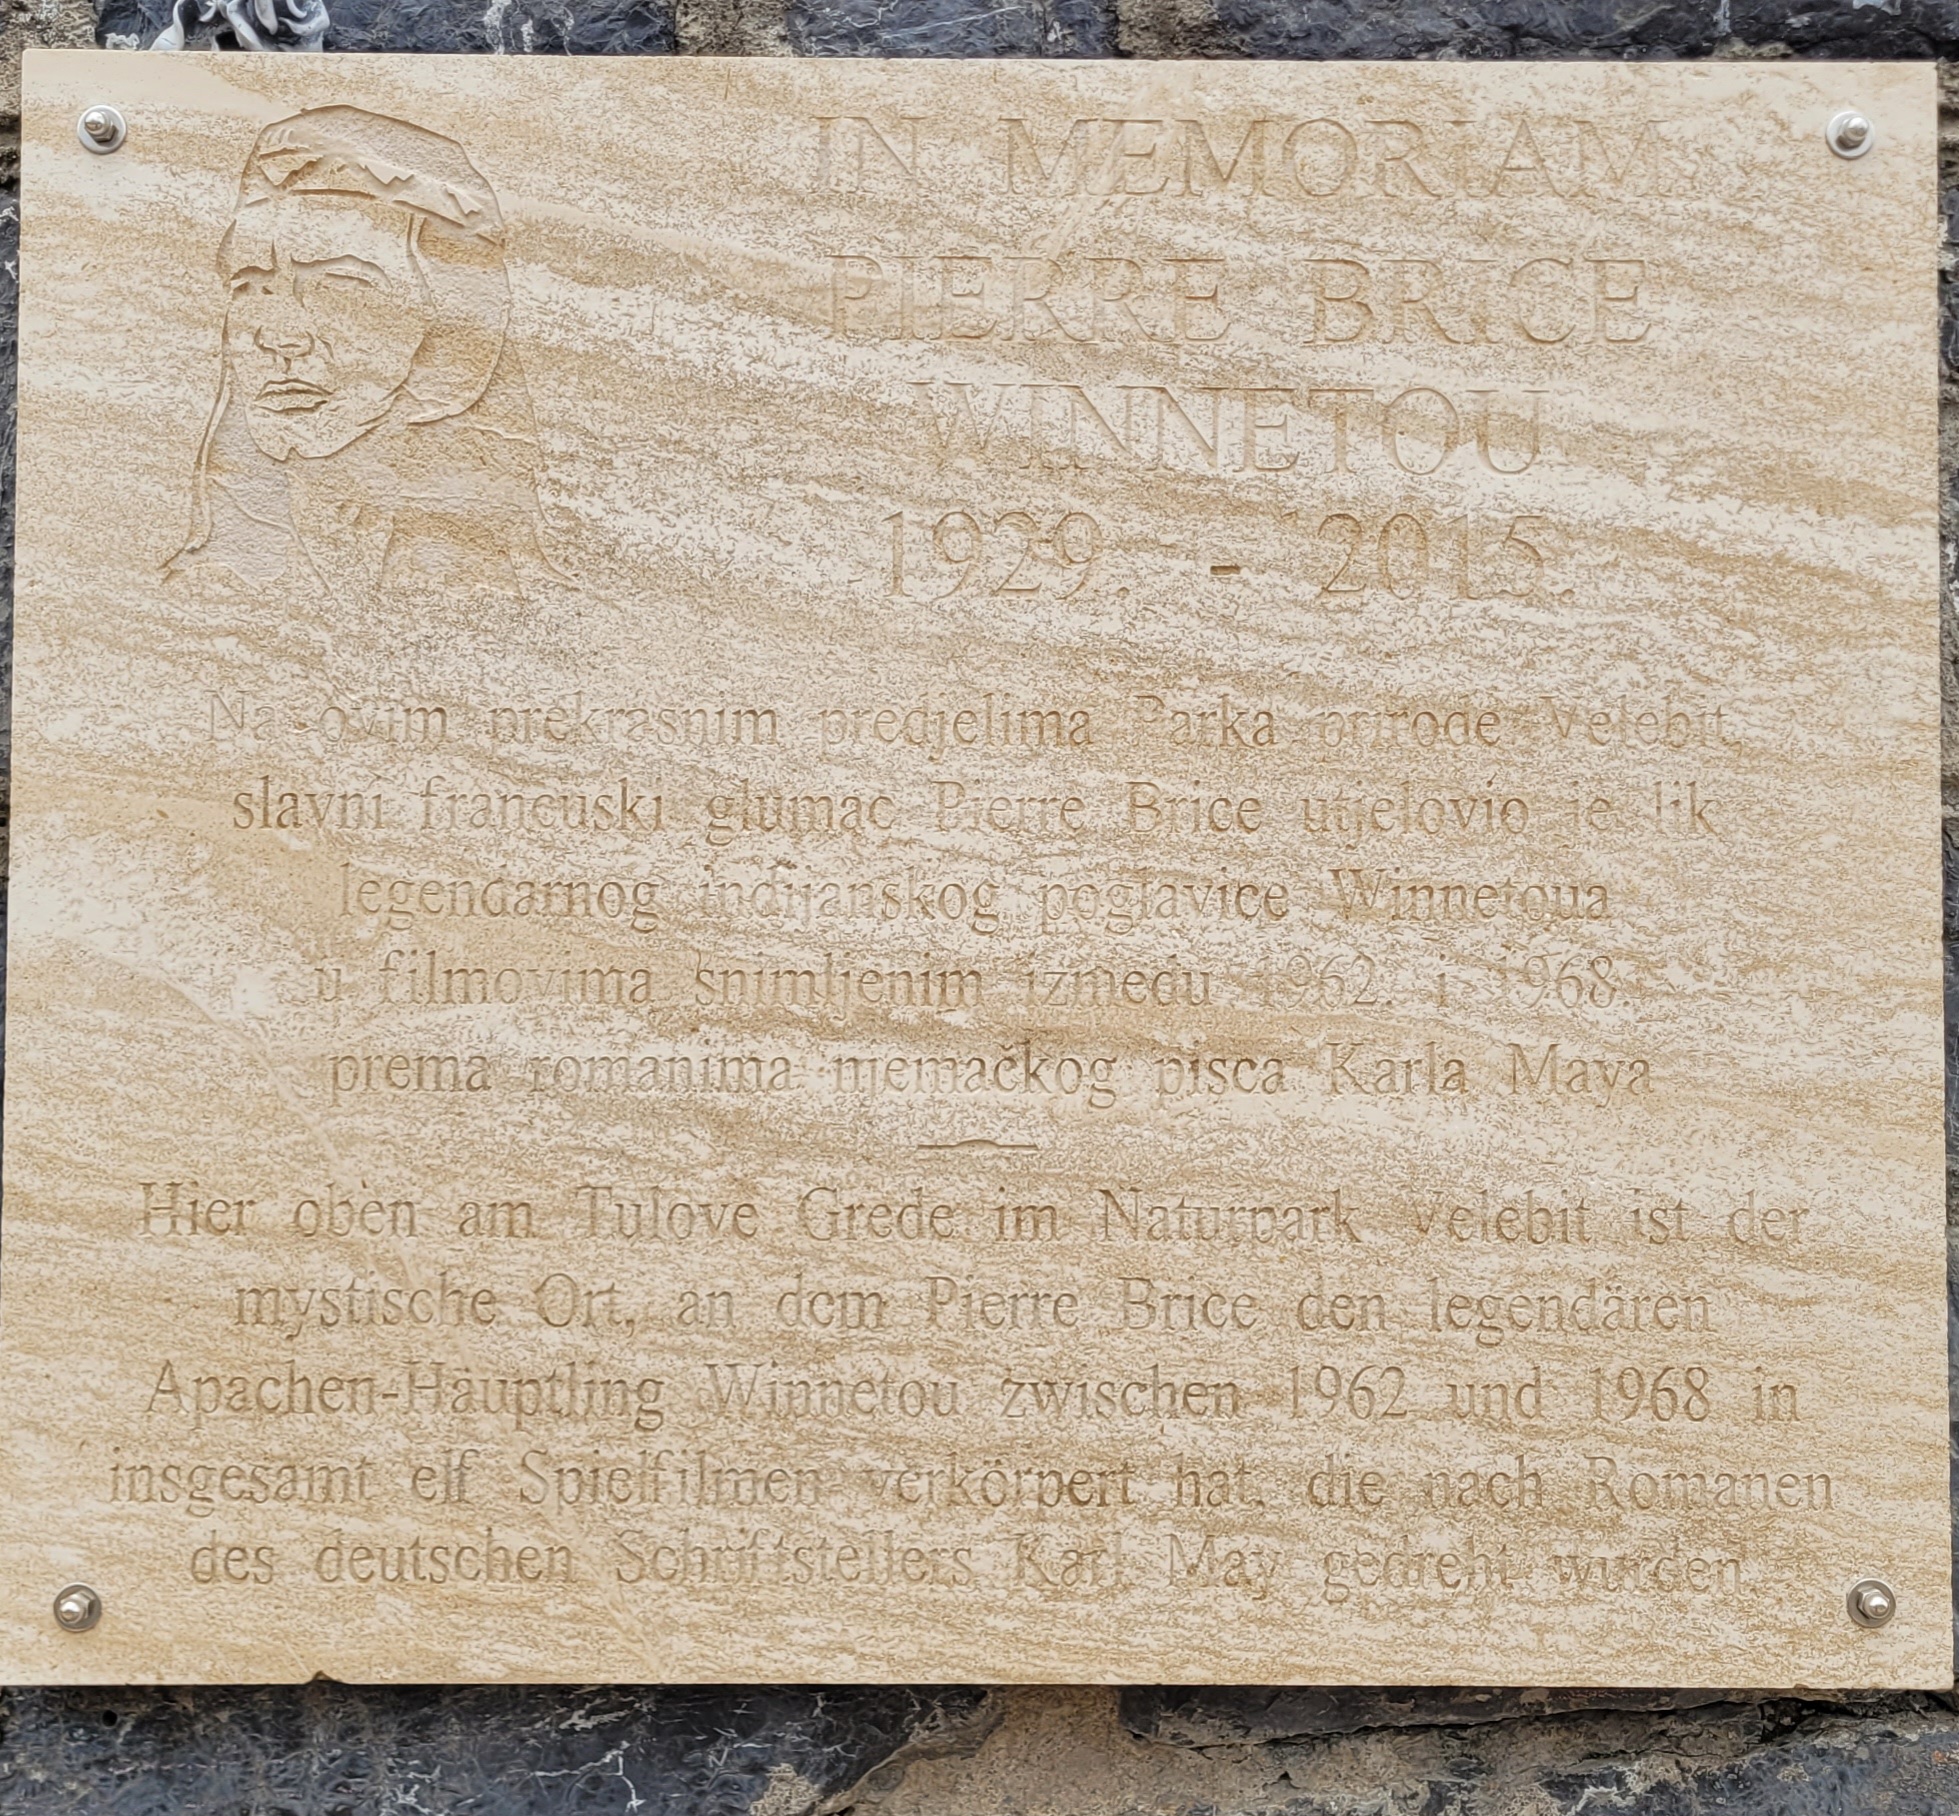 IN MEMORIAM
PIERRE BRICE
WINNETOU
1929. - 2015.
Na ovim prekrasnim predjelima Parka prirode Velebit,
slavni francuski glumac Pierre Brice utjelovio je lik
legendarnog indijanskog poglavice Winnetoua
u filmovima snimljenim između 1962. i 1968.
prema romanima njemačkog pisca Karla Maya
Hier oben am Tulove Grede im Naturpark Velebit ist der
mystische Ort, an dem Pierre Brice den legendären
Apachen-Häuptling Winnetou zwischen 1962 und 1968 in
insgesamt elf Spielfilmen verkörpert hat, die nach Romanen
des deutschen Schriftstellers Karl May gedreht wurden